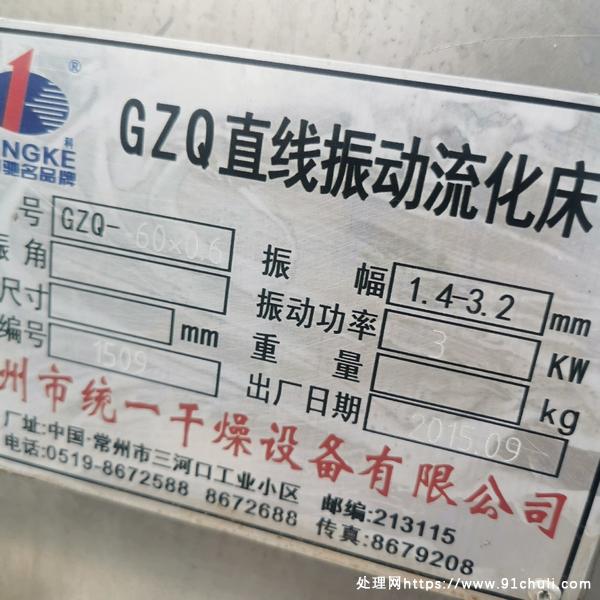 GZQ直线振动流化床
®
1
科
NGKE
驰名品牌
号 GZQ-60×0.6
振 幅 1.4-3.2 mm
振角
振动功率 3 KW
尺寸 mm
重量 kg
编号 1509
出厂日期 2015.09
州市统一干燥设备有限公司
厂址:中国·常州市三河口工业小区 邮编:213115
电话:0519-8672588 8672688 传真:8679208
处理网https://www.91chuli.com/